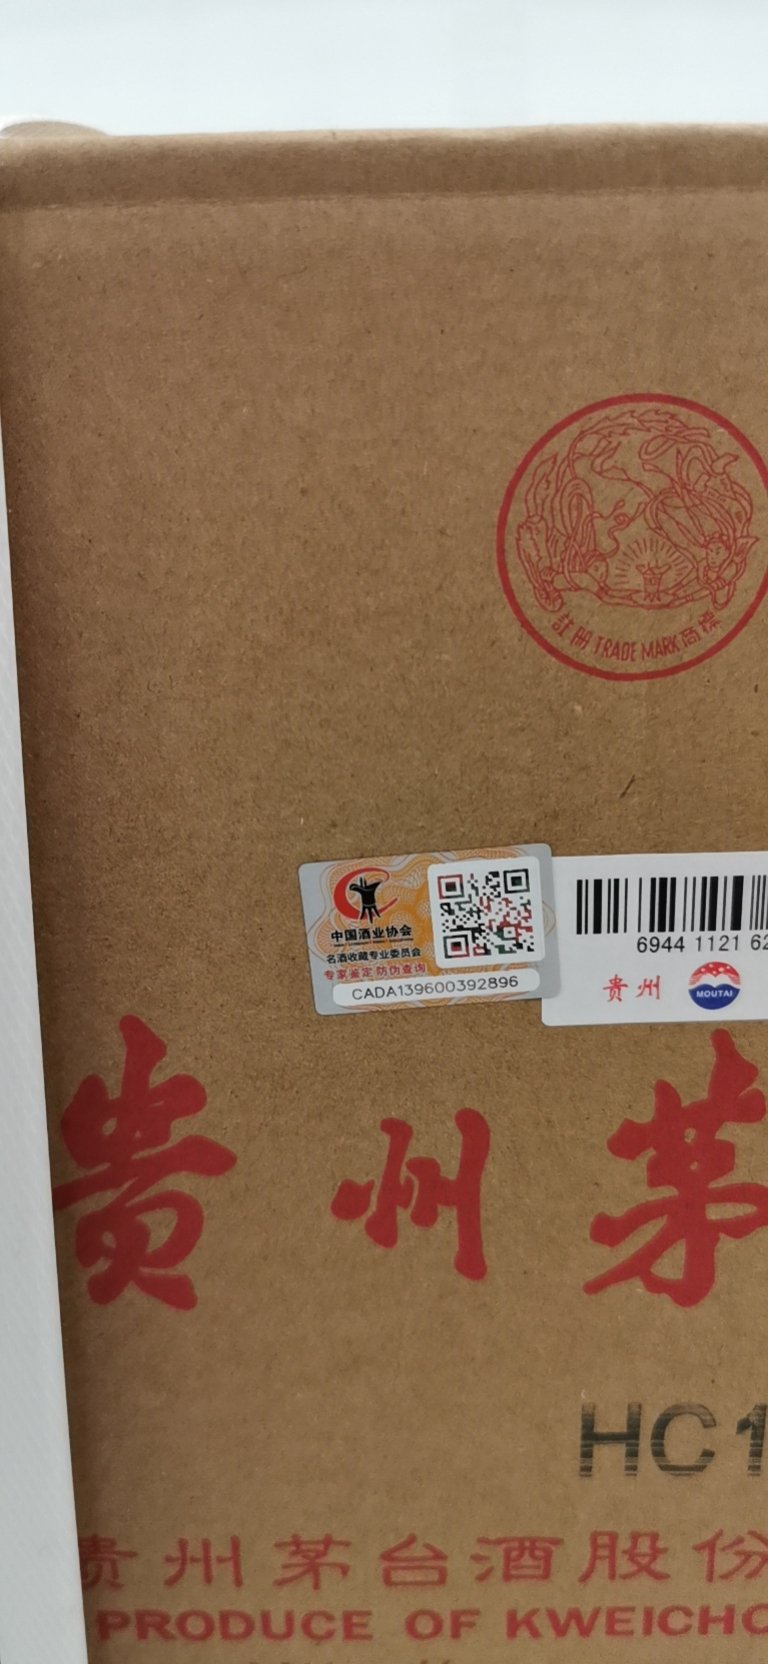 註册 TRADE MARK 商標
中国酒业协会
名酒收藏专业委员会
专家鉴定 防伪查询
CADA139600392896
6944 1121 62
贵州 MOUTAI
贵州茅
HC1
贵州茅台酒股份
PRODUCE OF KWEICHO